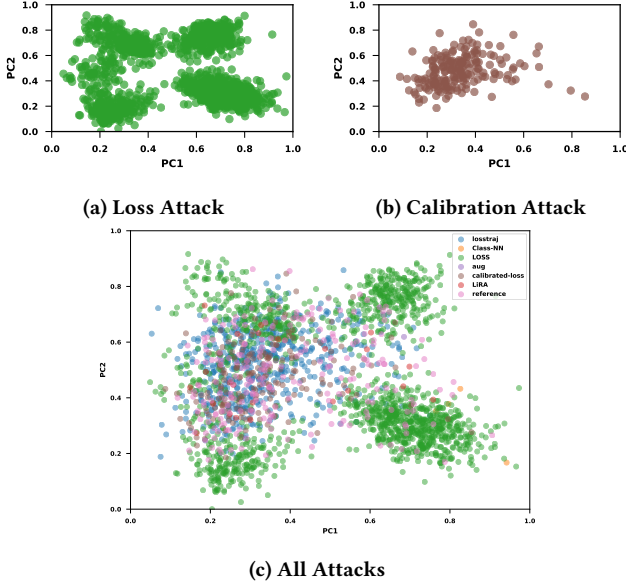 1.0
0.8
0.6
0.4
0.2
0.0
PC2
0.0 0.2 0.4 0.6 0.8 1.0
PC1
1.0
0.8
0.6
0.4
0.2
0.0
PC2
0.0 0.2 0.4 0.6 0.8 1.0
PC1
(a) Loss Attack
(b) Calibration Attack
1.0
0.8
0.6
0.4
0.2
0.0
PC2
losstraj
Class-NN
LOSS
aug
calibrated-loss
LiRA
reference
0.0 0.2 0.4 0.6 0.8 1.0
PC1
(c) All Attacks